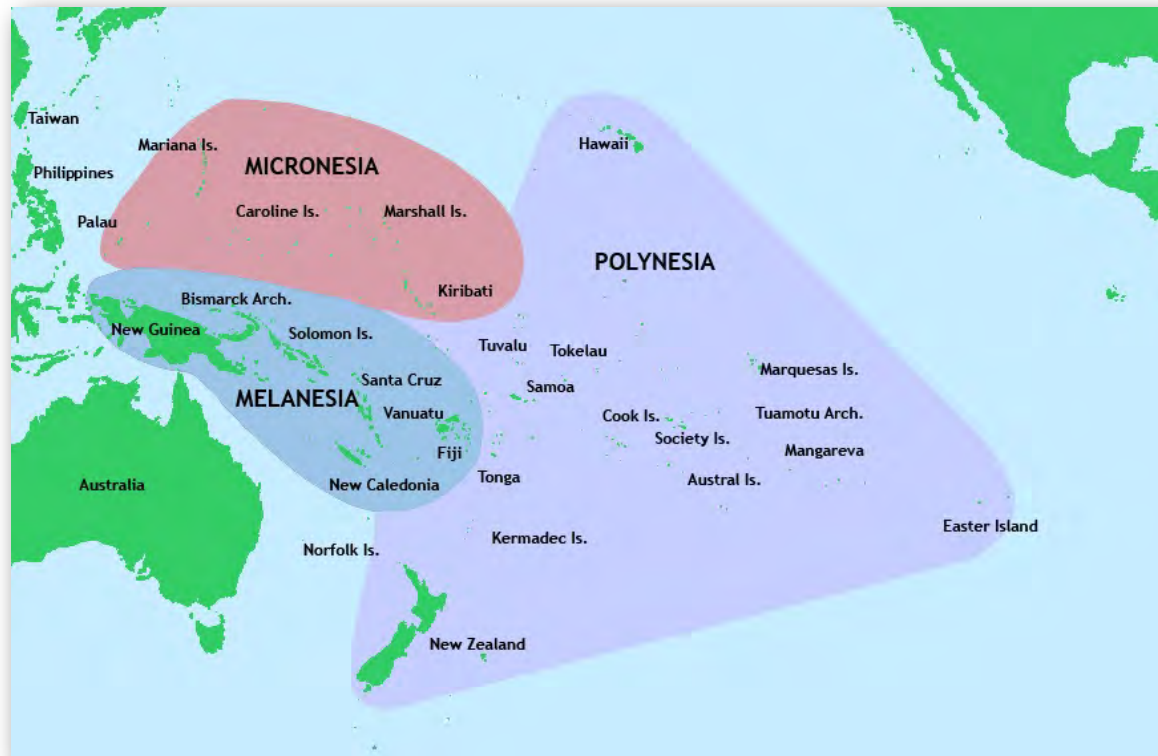 Taiwan
Hawaii
Mariana Is.
MICRONESIA
Philippines
Caroline Is.
Marshall Is.
Palau
POLYNESIA
Kiribati
Bismarck Arch.
New Guinea
Solomon Is.
Tuvalu
Tokelau
Marquesas Is.
Santa Cruz
Samoa
MELANESIA
Vanuatu
Cook Is.
Tuamotu Arch.
Society Is.
Fiji
Mangareva
Tonga
Austral Is.
Australia
New Caledonia
Easter Island
Kermadec Is.
Norfolk Is.
New Zealand